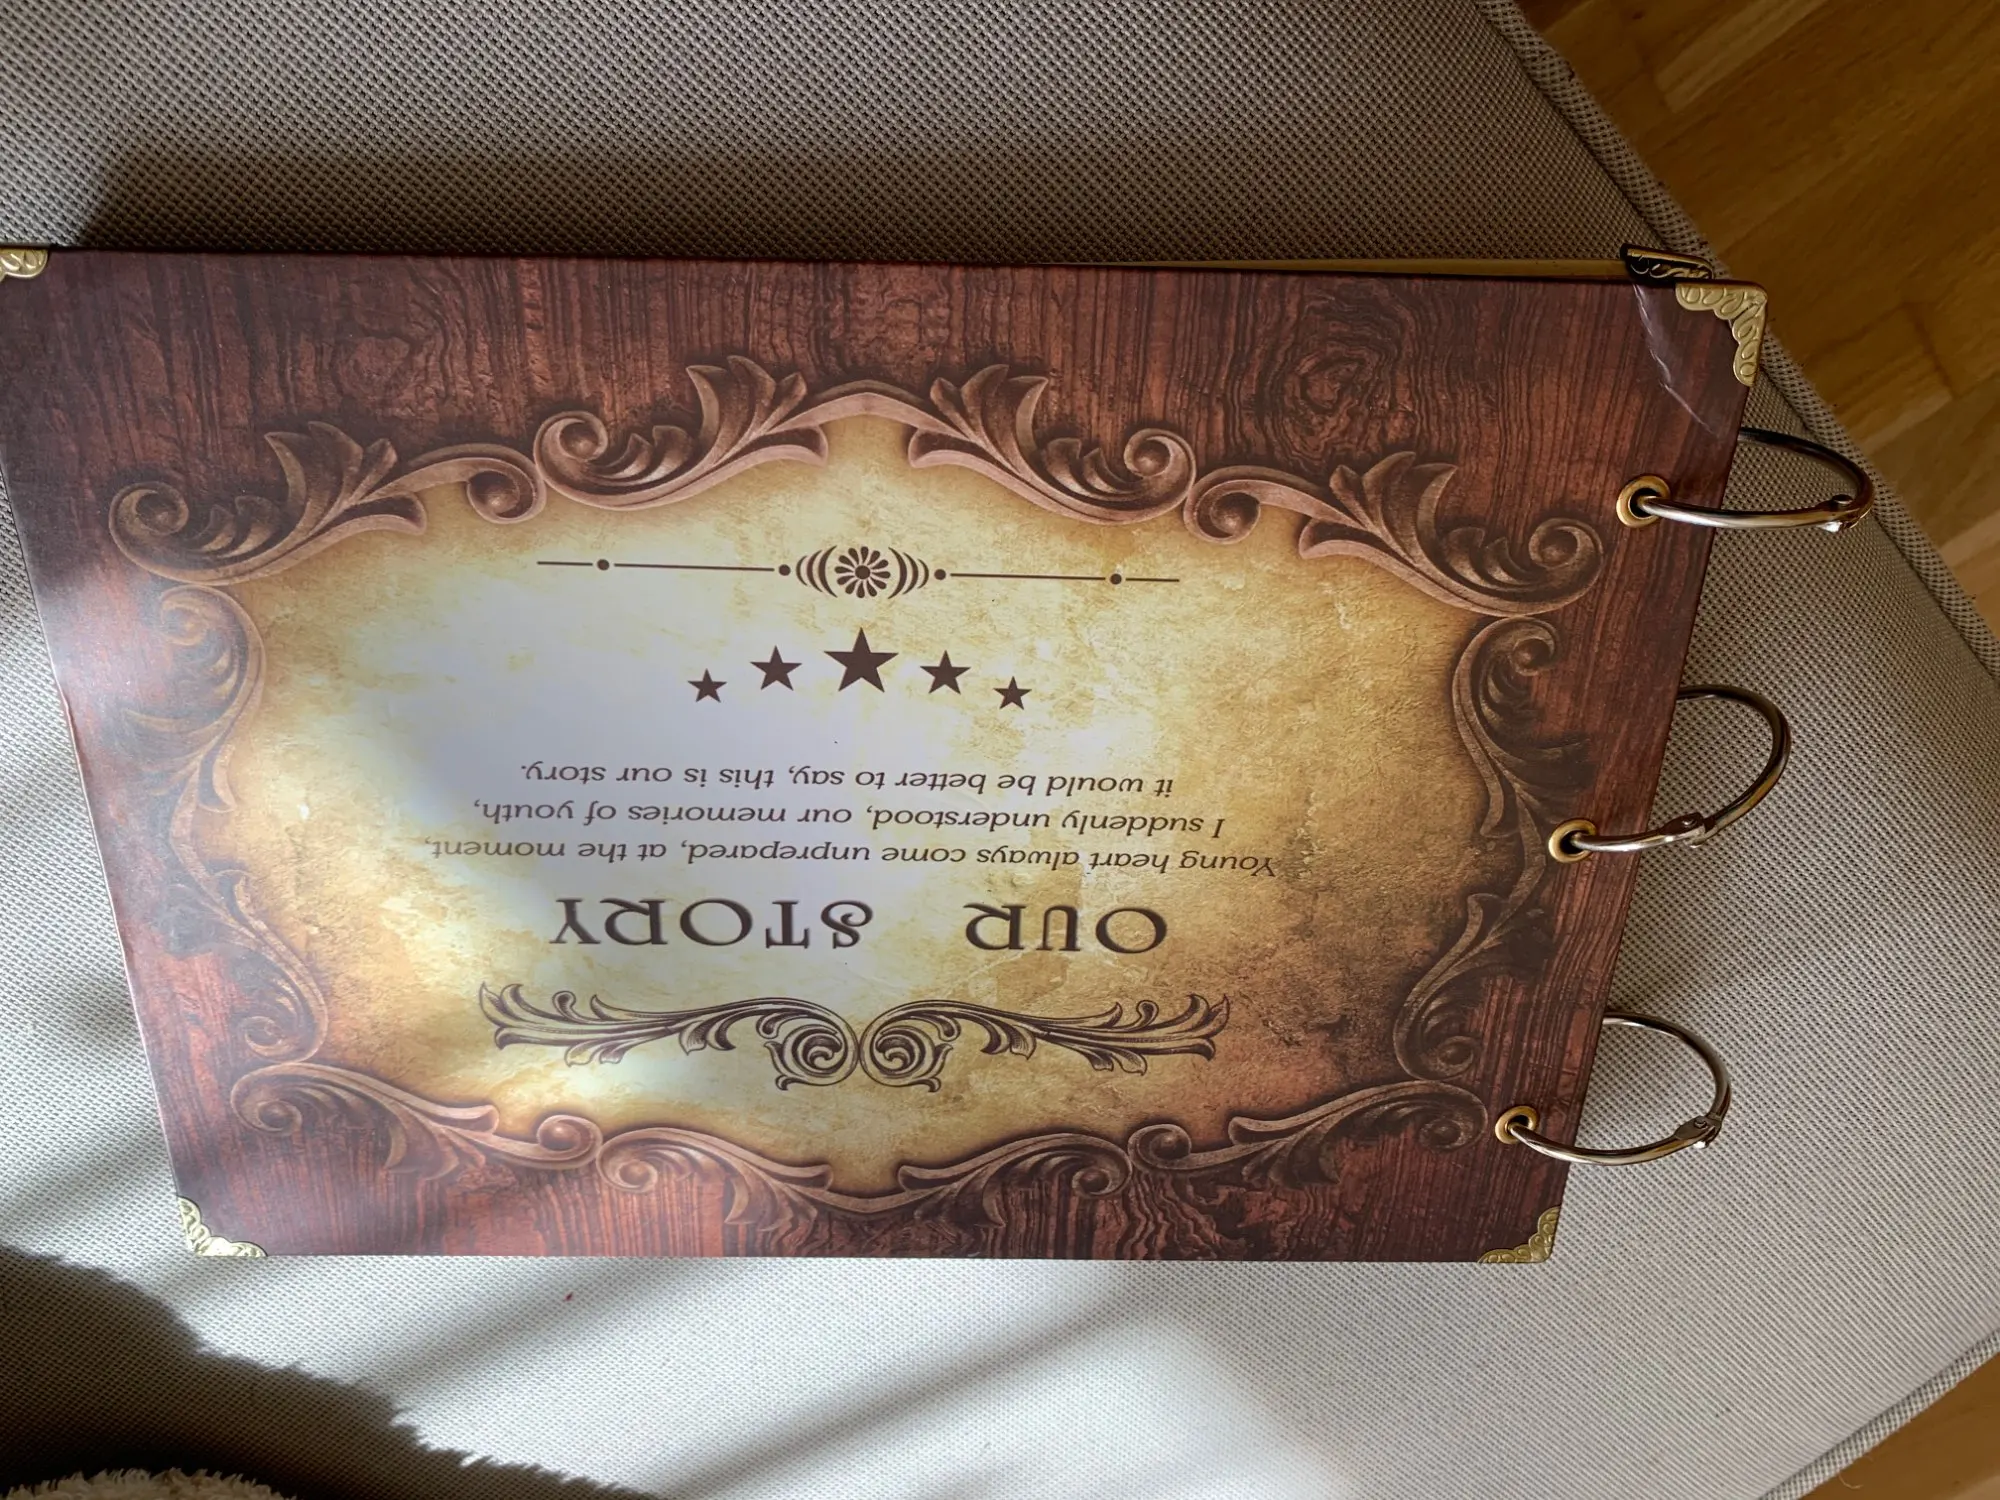 OUR STORY
Young heart always come unprepared, at the moment,
I suddenly understood, our memories of youth,
it would be better to say, this is our story.